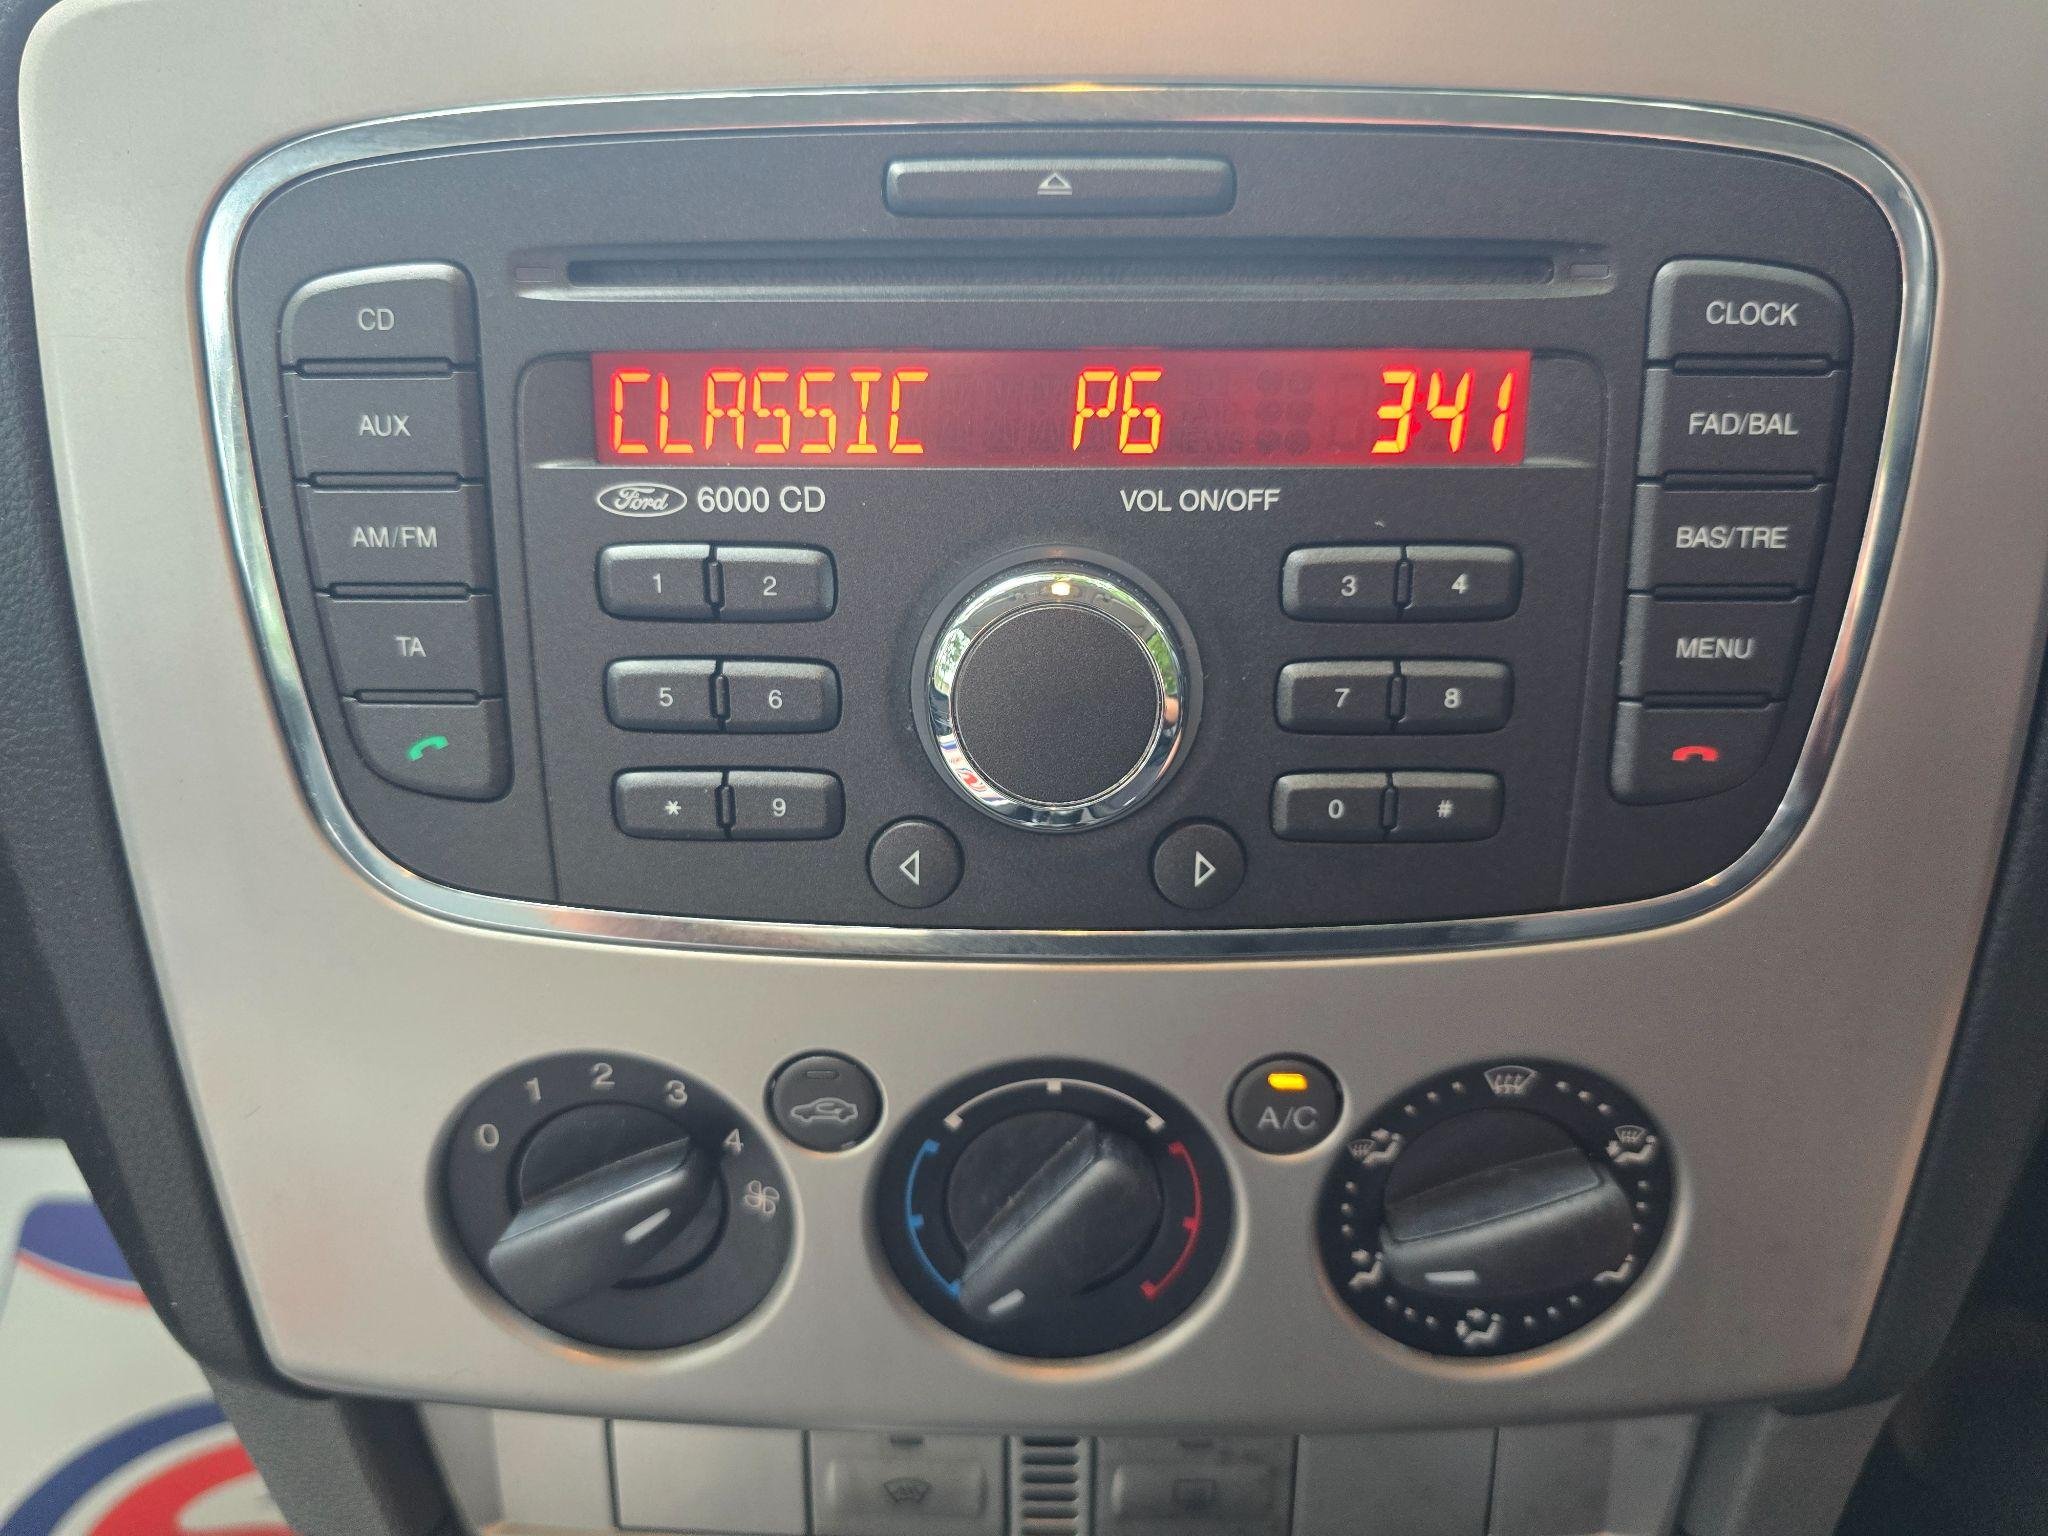 CD
AUX
AM/FM
TA
CLASSIC P6 341
Ford 6000 CD
VOL ON/OFF
1 2
3 4
5 6
7 8
* 9
0 #
CLOCK
FAD/BAL
BAS/TRE
MENU
0 1 2 3 4
A/C